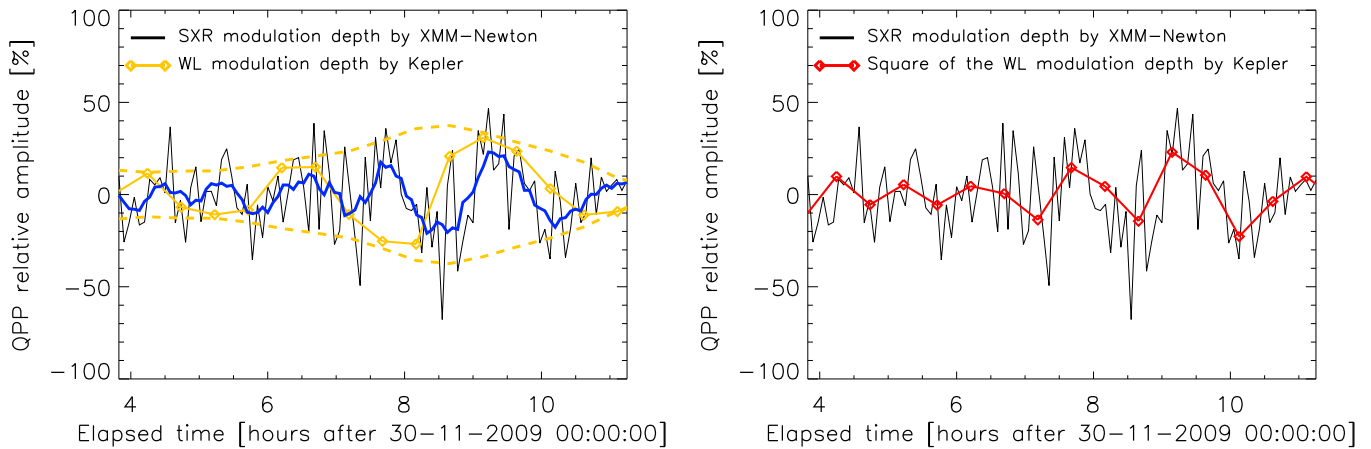 100
50
0
−50
−100
QPP relative amplitude [%]
SXR modulation depth by XMM−Newton
WL modulation depth by Kepler
4 6 8 10
Elapsed time [hours after 30−11−2009 00:00:00]
100
50
0
−50
−100
QPP relative amplitude [%]
SXR modulation depth by XMM−Newton
Square of the WL modulation depth by Kepler
4 6 8 10
Elapsed time [hours after 30−11−2009 00:00:00]